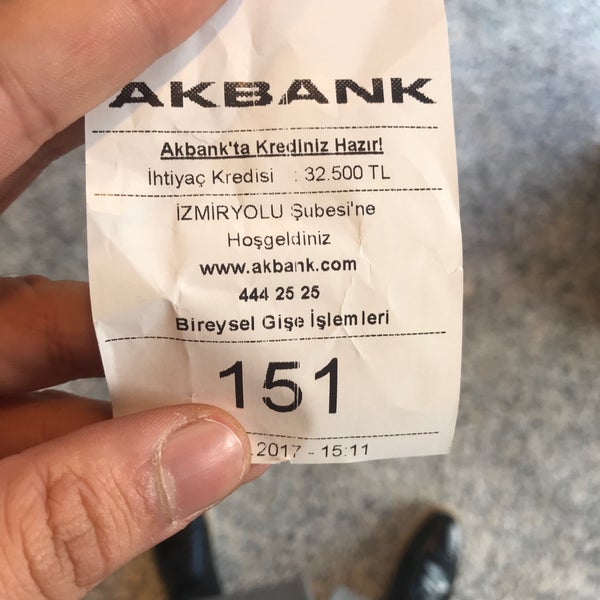 AKBANK
Akbank'ta Krediniz Hazır!
İhtiyaç Kredisi : 32.500 TL
İZMİRYOLU Şubesi'ne
Hoşgeldiniz
www.akbank.com
444 25 25
Bireysel Gişe İşlemleri
151
.2017 - 15:11